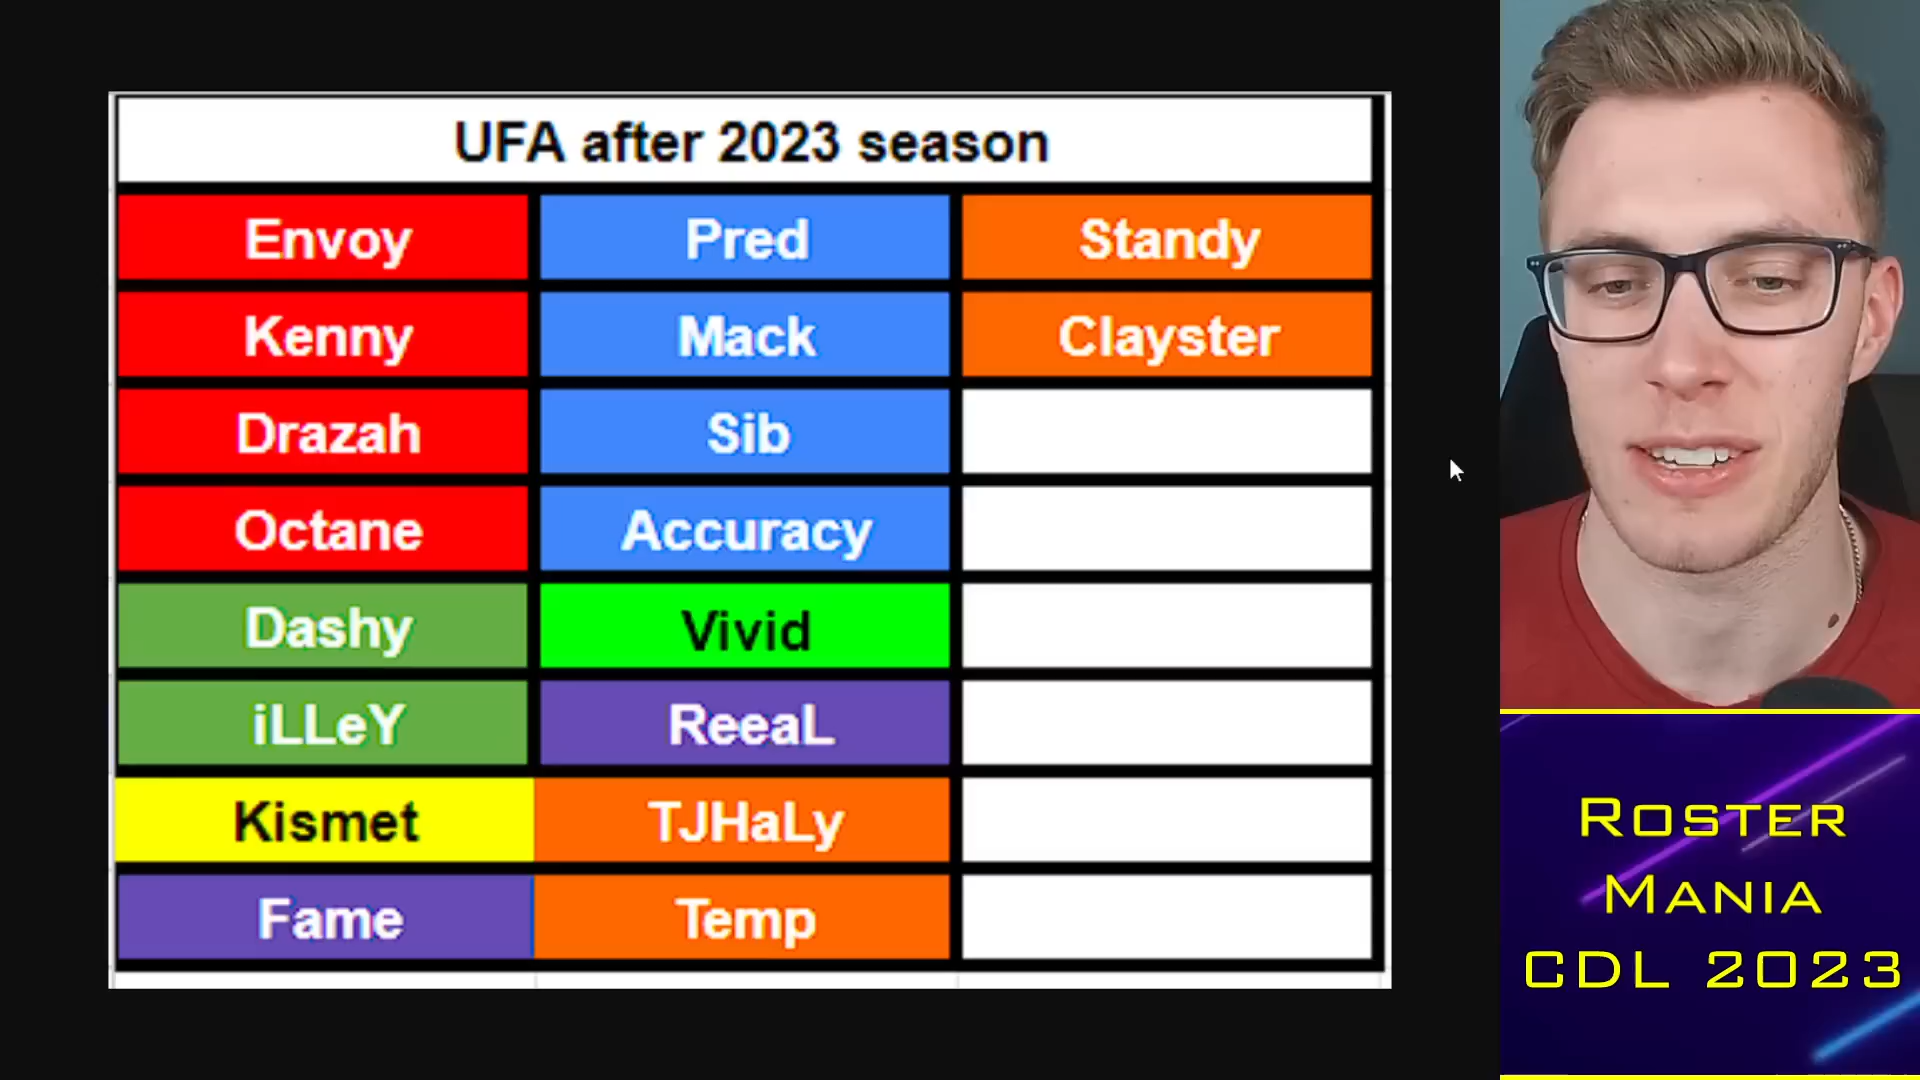 UFA after 2023 season
Envoy Pred Standy
Kenny Mack Clayster
Drazah Sib
Octane Accuracy
Dashy Vivid
iLLeY ReeaL
Kismet TJHaLy
Fame Temp
Roster
Mania
CDL 2023